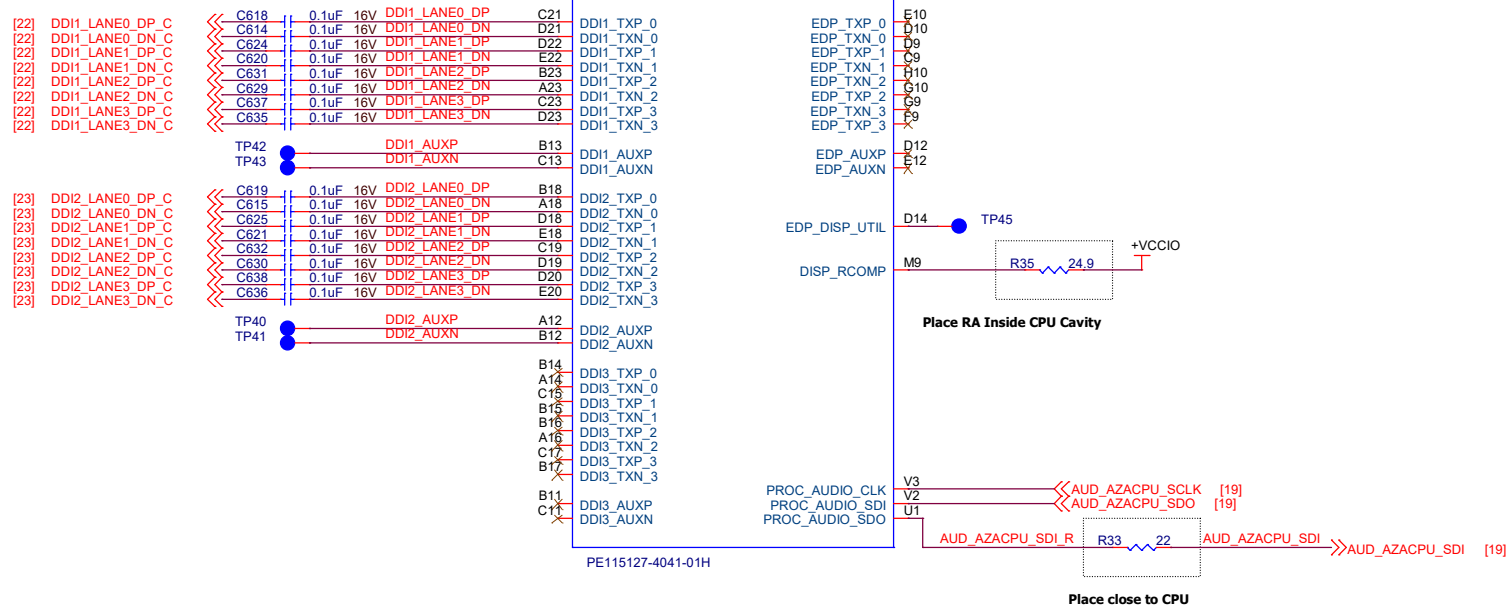 [22] DDI1_LANE0_DP_C C618 0.1uF 16V DDI1_LANE0_DP C21 DDI1_TXP_0 EDP_TXP_0 E10
[22] DDI1_LANE0_DN_C C614 0.1uF 16V DDI1_LANE0_DN D21 DDI1_TXN_0 EDP_TXN_0 D10
[22] DDI1_LANE1_DP_C C624 0.1uF 16V DDI1_LANE1_DP D22 DDI1_TXP_1 EDP_TXP_1 D9
[22] DDI1_LANE1_DN_C C620 0.1uF 16V DDI1_LANE1_DN E22 DDI1_TXN_1 EDP_TXN_1 C9
[22] DDI1_LANE2_DP_C C631 0.1uF 16V DDI1_LANE2_DP B23 DDI1_TXP_2 EDP_TXN_2 H10
[22] DDI1_LANE2_DN_C C629 0.1uF 16V DDI1_LANE2_DN A23 DDI1_TXN_2 EDP_TXP_2 G10
[22] DDI1_LANE3_DP_C C637 0.1uF 16V DDI1_LANE3_DP C23 DDI1_TXP_3 EDP_TXN_3 G9
[22] DDI1_LANE3_DN_C C635 0.1uF 16V DDI1_LANE3_DN D23 DDI1_TXN_3 EDP_TXP_3 F9
TP42 DDI1_AUXP B13 DDI1_AUXP EDP_AUXP D12
TP43 DDI1_AUXN C13 DDI1_AUXN EDP_AUXN E12
[23] DDI2_LANE0_DP_C C619 0.1uF 16V DDI2_LANE0_DP B18 DDI2_TXP_0
[23] DDI2_LANE0_DN_C C615 0.1uF 16V DDI2_LANE0_DN A18 DDI2_TXN_0
[23] DDI2_LANE1_DP_C C625 0.1uF 16V DDI2_LANE1_DP D18 DDI2_TXP_1 EDP_DISP_UTIL D14 TP45
[23] DDI2_LANE1_DN_C C621 0.1uF 16V DDI2_LANE1_DN E18 DDI2_TXN_1
+VCCIO
[23] DDI2_LANE2_DP_C C632 0.1uF 16V DDI2_LANE2_DP C19 DDI2_TXP_2
[23] DDI2_LANE2_DN_C C630 0.1uF 16V DDI2_LANE2_DN D19 DDI2_TXN_2 DISP_RCOMP M9 R35 24.9
[23] DDI2_LANE3_DP_C C638 0.1uF 16V DDI2_LANE3_DP D20 DDI2_TXP_3
[23] DDI2_LANE3_DN_C C636 0.1uF 16V DDI2_LANE3_DN E20 DDI2_TXN_3
Place RA Inside CPU Cavity
TP40 DDI2_AUXP A12 DDI2_AUXP
TP41 DDI2_AUXN B12 DDI2_AUXN
B14 DDI3_TXP_0
A14 DDI3_TXN_0
C15 DDI3_TXP_1
B15 DDI3_TXN_1
B16 DDI3_TXP_2
A16 DDI3_TXN_2
C17 DDI3_TXP_3
B17 DDI3_TXN_3
PROC_AUDIO_CLK V3 AUD_AZACPU_SCLK [19]
B11 DDI3_AUXP PROC_AUDIO_SDI V2 AUD_AZACPU_SDO [19]
C11 DDI3_AUXN PROC_AUDIO_SDO U1
AUD_AZACPU_SDI_R R33 22 AUD_AZACPU_SDI AUD_AZACPU_SDI [19]
PE115127-4041-01H
Place close to CPU